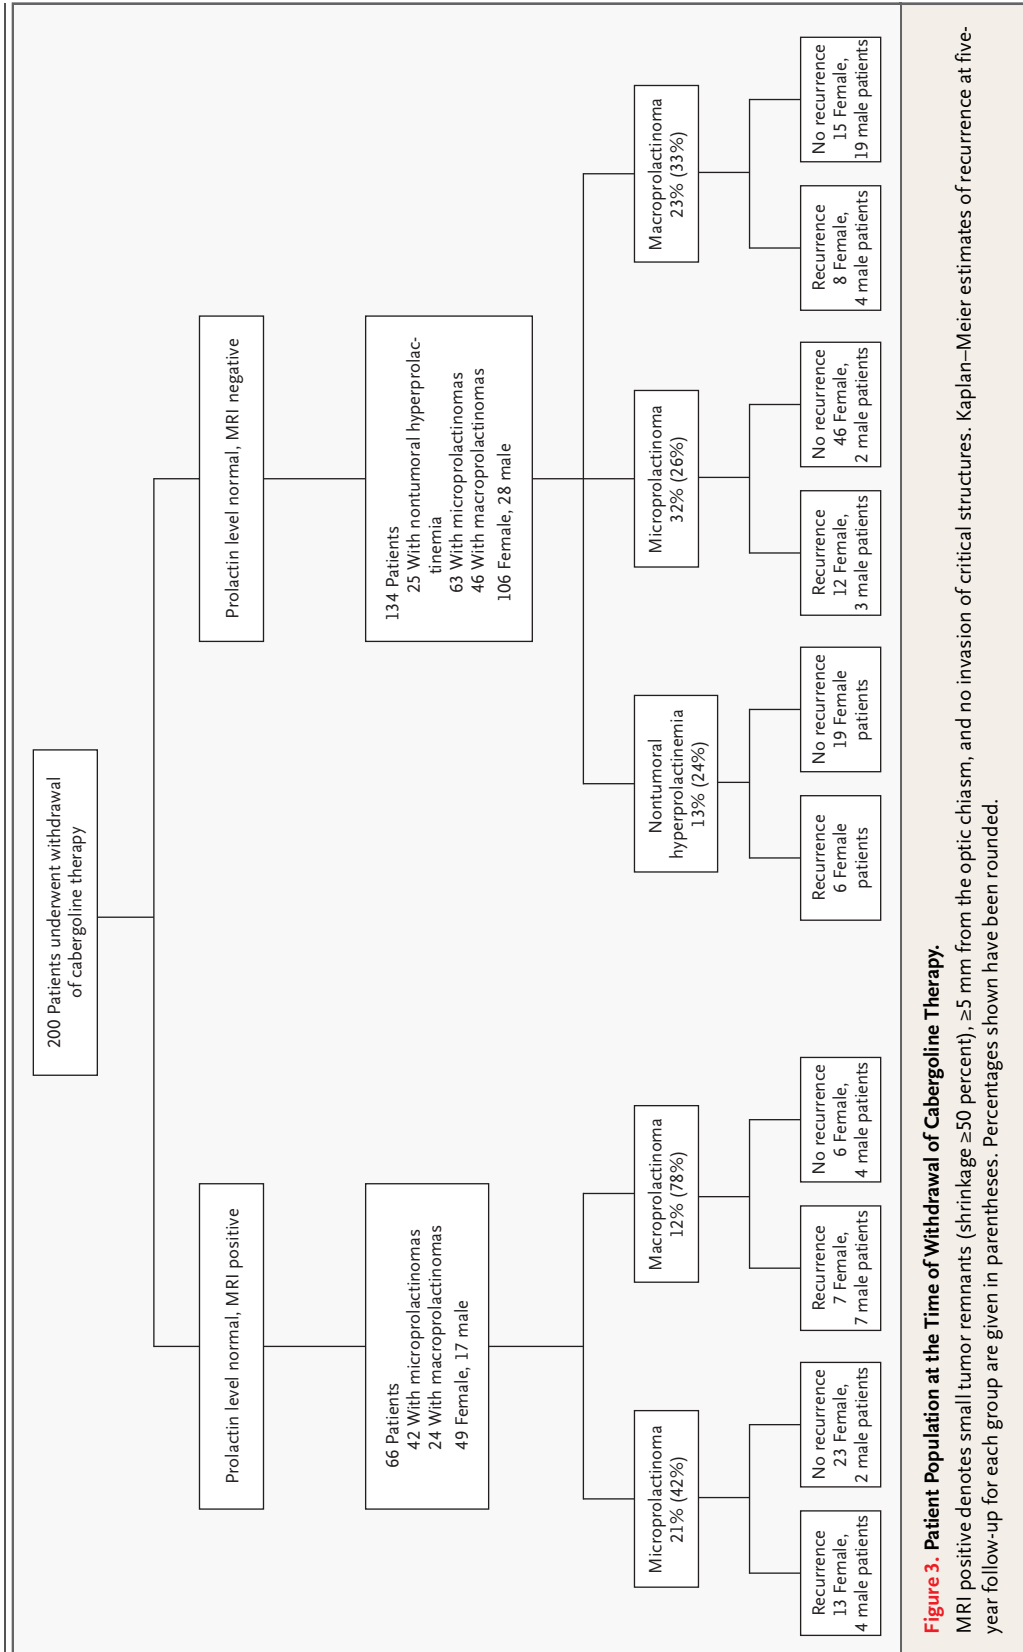 200 Patients underwent withdrawal
of cabergoline therapy
Prolactin level normal, MRI positive
Prolactin level normal, MRI negative
66 Patients
42 With microprolactinomas
24 With macroprolactinomas
49 Female, 17 male
134 Patients
25 With nontumoral hyperprolac-
tinemia
63 With microprolactinomas
46 With macroprolactinomas
106 Female, 28 male
Microprolactinoma
21% (42%)
Macroprolactinoma
12% (78%)
Nontumoral
hyperprolactinemia
13% (24%)
Microprolactinoma
32% (26%)
Macroprolactinoma
23% (33%)
Recurrence
13 Female,
4 male patients
No recurrence
23 Female,
2 male patients
Recurrence
7 Female,
7 male patients
No recurrence
6 Female,
4 male patients
Recurrence
6 Female
patients
No recurrence
19 Female
patients
Recurrence
12 Female,
3 male patients
No recurrence
46 Female,
2 male patients
Recurrence
8 Female,
4 male patients
No recurrence
15 Female,
19 male patients
Figure 3. Patient Population at the Time of Withdrawal of Cabergoline Therapy.
MRI positive denotes small tumor remnants (shrinkage ≥50 percent), ≥5 mm from the optic chiasm, and no invasion of critical structures. Kaplan–Meier estimates of recurrence at five-
year follow-up for each group are given in parentheses. Percentages shown have been rounded.